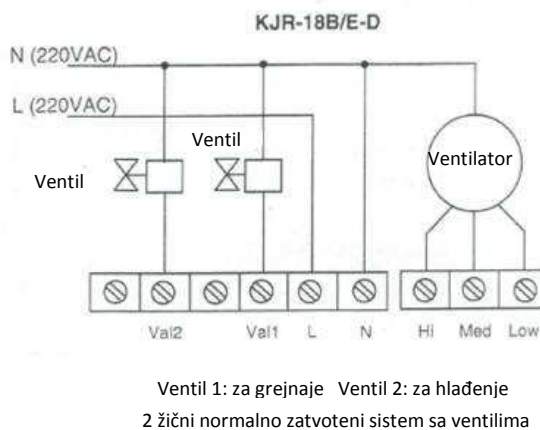 KJR-18B/E-D
N (220VAC)
L (220VAC)
Ventil
Ventil
Ventilator
Val2 Val1 L N Hi Med Low
Ventil 1: za grejnaje Ventil 2: za hlađenje
2 žični normalno zatvoteni sistem sa ventilima